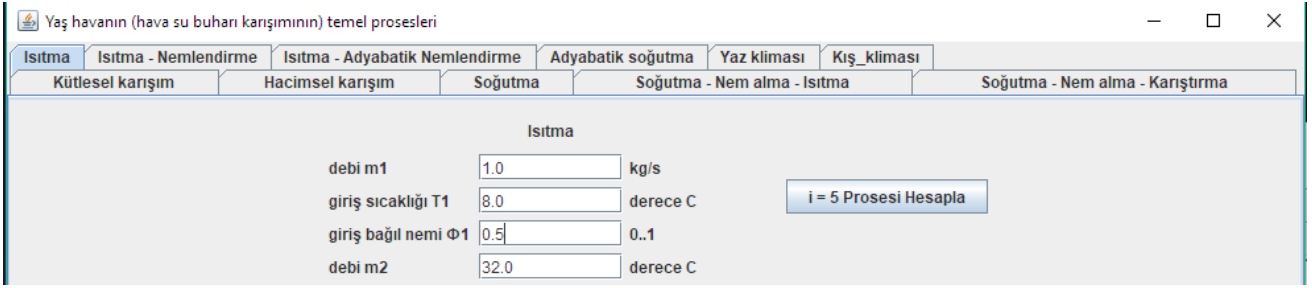 Yaş havanın (hava su buharı karışımının) temel prosesleri
Isıtma Isıtma - Nemlendirme Isıtma - Adyabatik Nemlendirme Adyabatik soğutma Yaz kliması Kış_kliması
Kütlesel karışım Hacimsel karışım Soğutma Soğutma - Nem alma - Isıtma Soğutma - Nem alma - Karıştırma
Isıtma
debi m1 1.0 kg/s
giriş sıcaklığı T1 8.0 derece C i = 5 Prosesi Hesapla
giriş bağıl nemi Φ1 0.5 0..1
debi m2 32.0 derece C